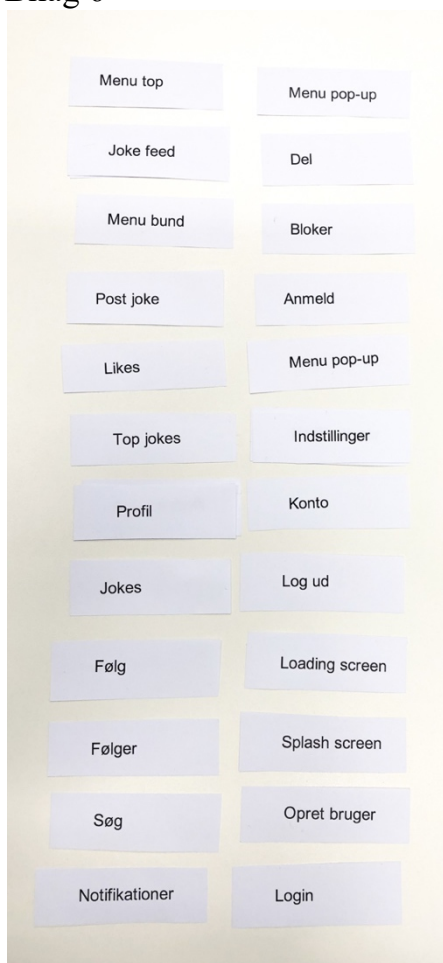 Menu top
Joke feed
Menu bund
Post joke
Likes
Top jokes
Profil
Jokes
Følg
Følger
Søg
Notifikationer
Menu pop-up
Del
Bloker
Anmeld
Menu pop-up
Indstillinger
Konto
Log ud
Loading screen
Splash screen
Opret bruger
Login